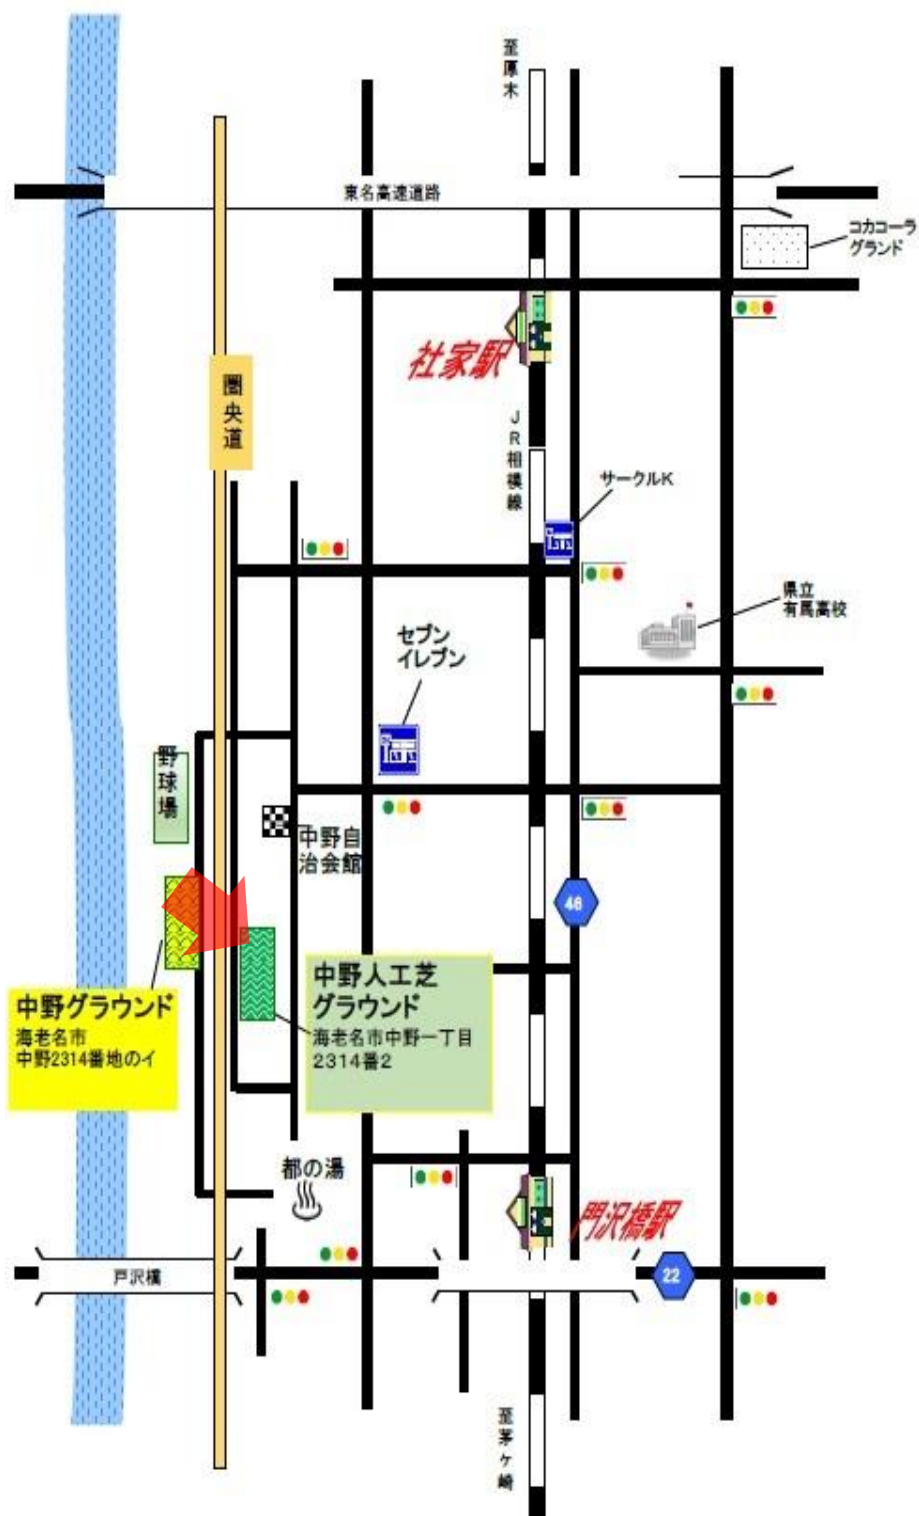 至厚木
東名高速道路
コカコーラ
グランド
社家駅
圏央道
JR相模線
サークルK
県立
有馬高校
セブン
イレブン
野球場
中野自
治会館
46
中野グラウンド
海老名市
中野2314番地のイ
中野人工芝
グラウンド
海老名市中野一丁目
2314番2
都の湯
門沢橋駅
戸沢橋
22
至茅ヶ崎